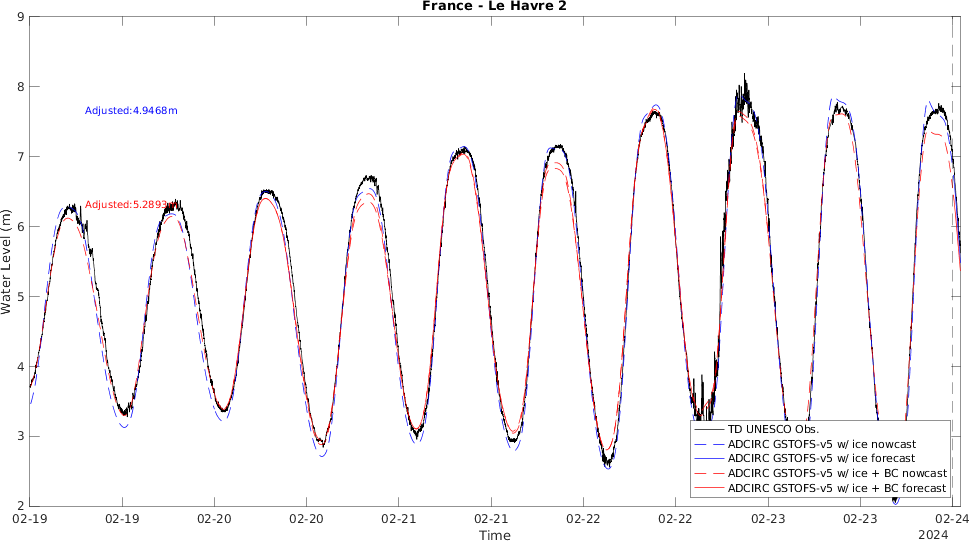 France - Le Havre 2
9
8
7
6
5
4
3
2
Water Level (m)
Adjusted:4.9468m
Adjusted:5.2893m
TD UNESCO Obs.
ADCIRC GSTOFS-v5 w/ ice nowcast
ADCIRC GSTOFS-v5 w/ ice forecast
ADCIRC GSTOFS-v5 w/ ice + BC nowcast
ADCIRC GSTOFS-v5 w/ ice + BC forecast
02-19 02-19 02-20 02-20 02-21 02-21 02-22 02-22 02-23 02-23 02-24
Time
2024